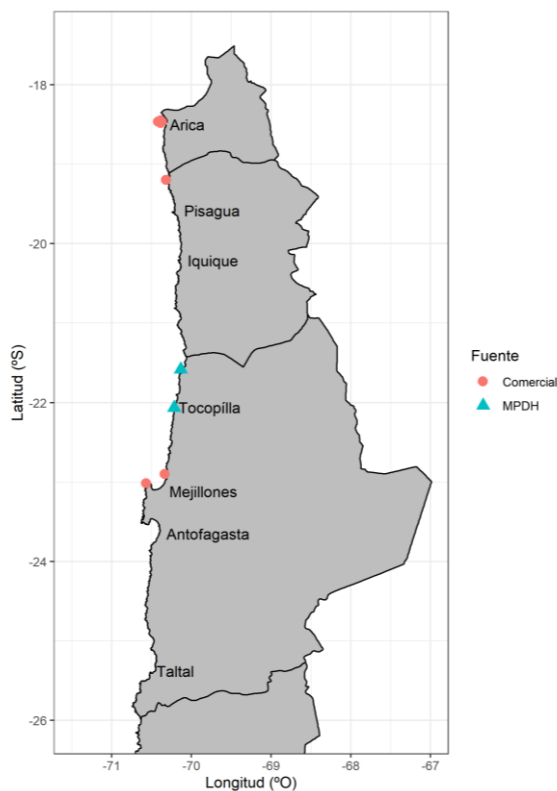 -18
-20
-22
-24
-26
Latitud (ºS)
Arica
Pisagua
Iquique
Tocopílla
Mejillones
Antofagasta
Taltal
-71
-70
-69
-68
-67
Longitud (ºO)
Fuente
Comercial
MPDH